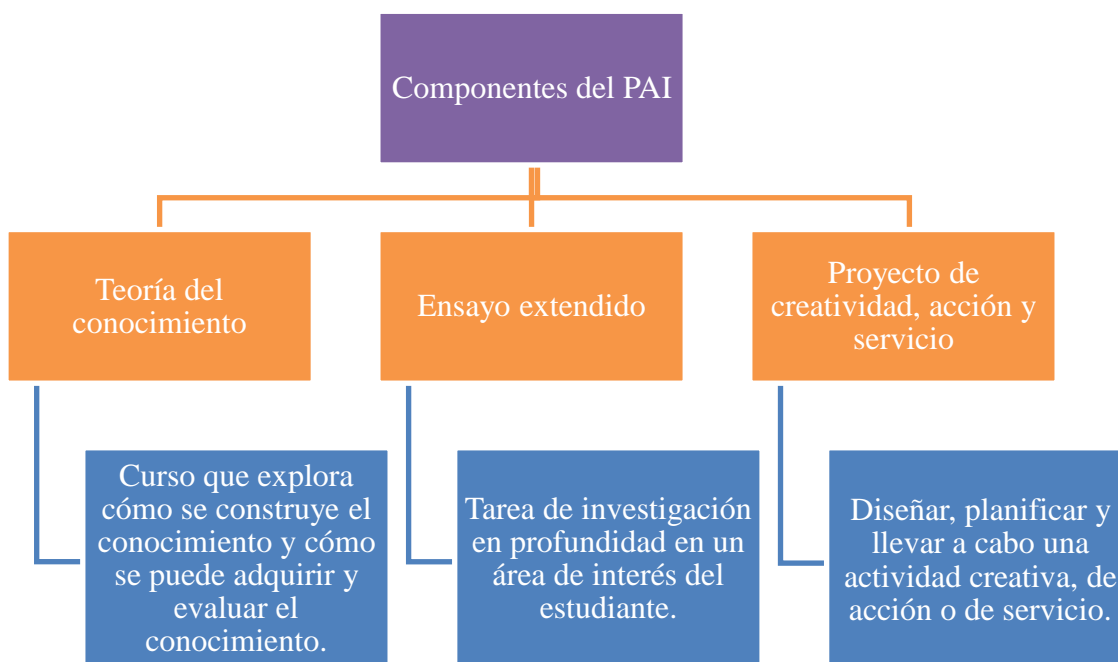 Componentes del PAI
Teoría del
conocimiento
Ensayo extendido
Proyecto de
creatividad, acción y
servicio
Curso que explora
cómo se construye el
conocimiento y cómo
se puede adquirir y
evaluar el
conocimiento.
Tarea de investigación
en profundidad en un
área de interés del
estudiante.
Diseñar, planificar y
llevar a cabo una
actividad creativa, de
acción o de servicio.